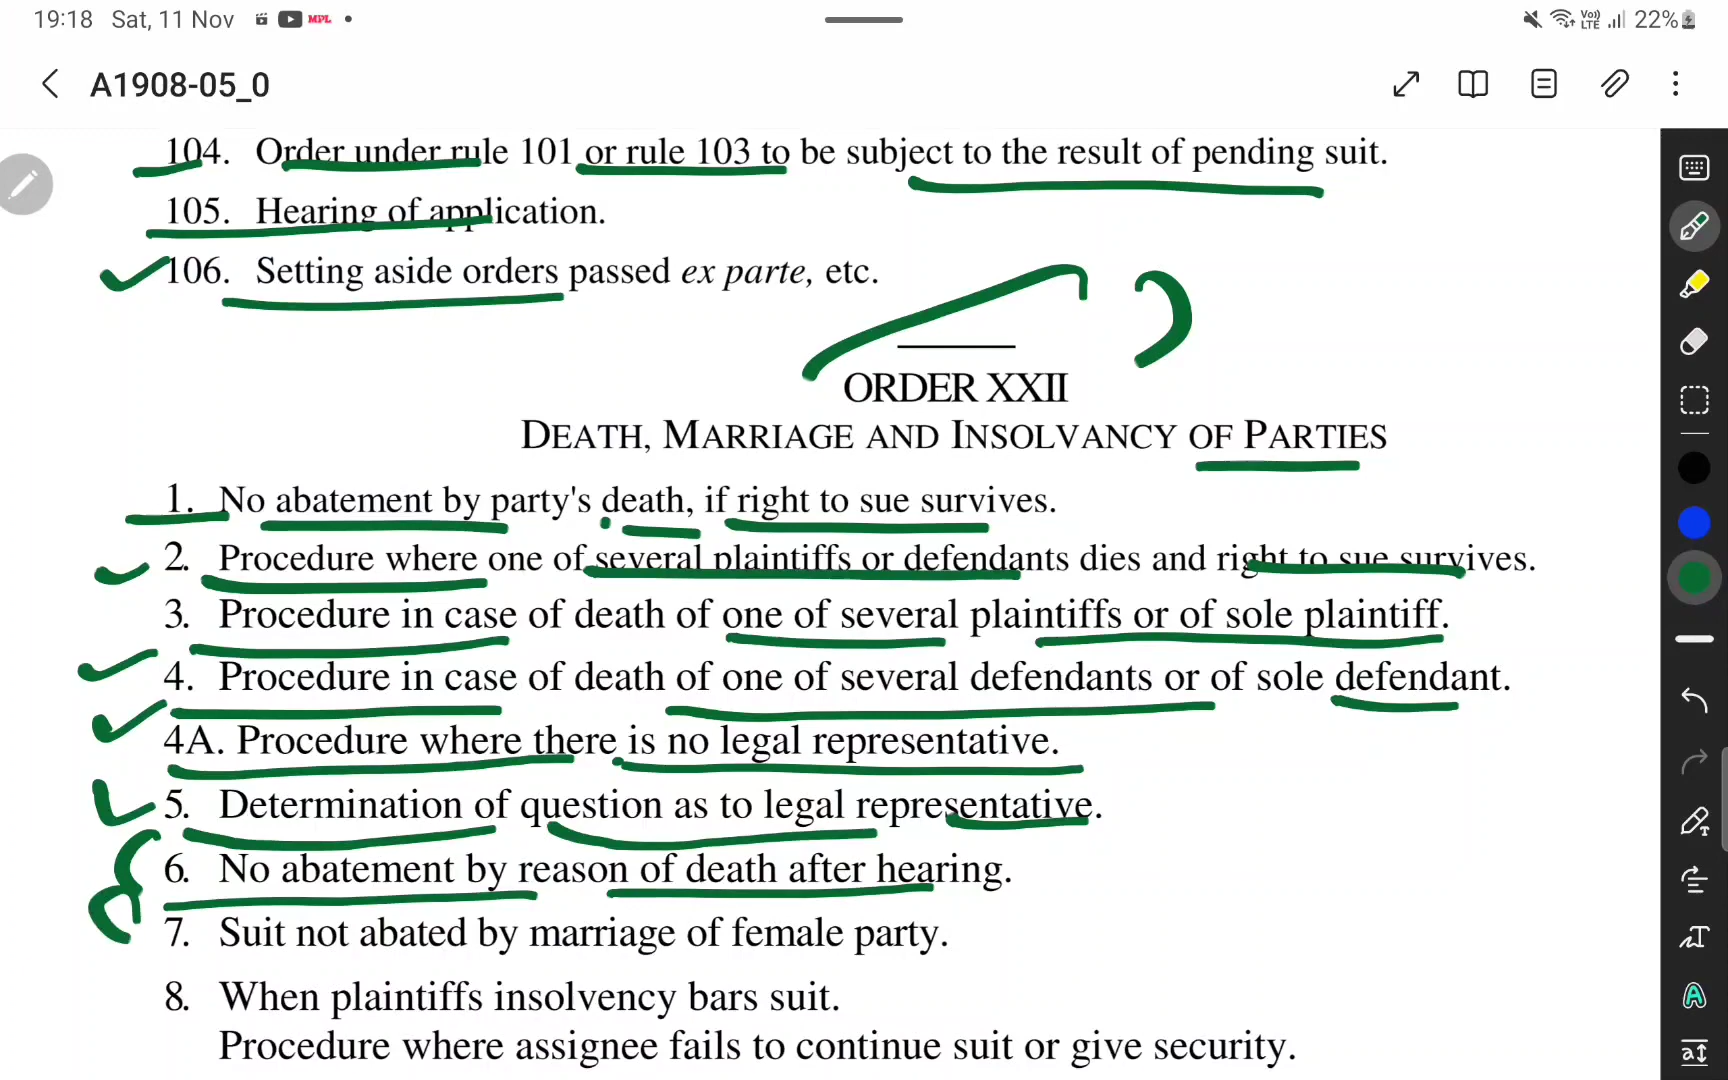 19:18 Sat, 11 Nov MPL
Vo) LTE 22%
A1908-05_0
104. Order under rule 101 or rule 103 to be subject to the result of pending suit.
105. Hearing of application.
106. Setting aside orders passed ex parte, etc.
ORDER XXII
DEATH, MARRIAGE AND INSOLVANCY OF PARTIES
1. No abatement by party's death, if right to sue survives.
2. Procedure where one of several plaintiffs or defendants dies and right to sue survives.
3. Procedure in case of death of one of several plaintiffs or of sole plaintiff.
4. Procedure in case of death of one of several defendants or of sole defendant.
4A. Procedure where there is no legal representative.
5. Determination of question as to legal representative.
6. No abatement by reason of death after hearing.
7. Suit not abated by marriage of female party.
8. When plaintiffs insolvency bars suit.
Procedure where assignee fails to continue suit or give security.